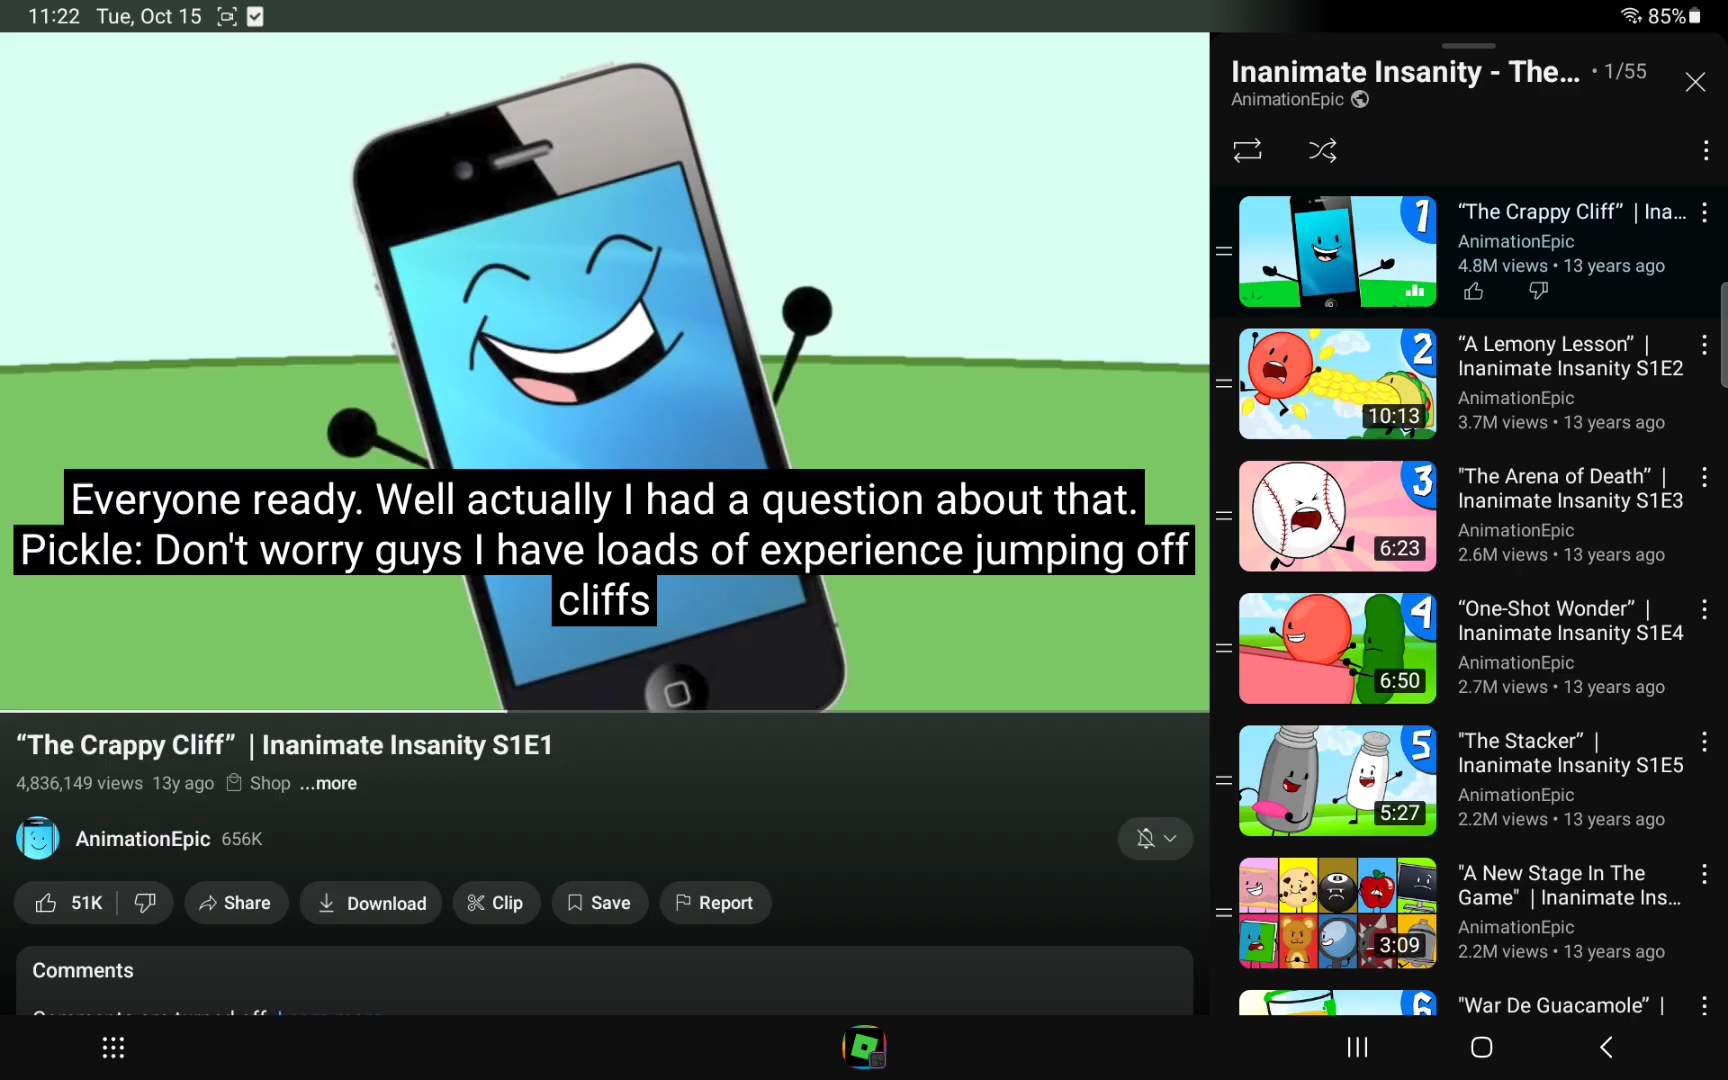 11:22 Tue, Oct 15
85%
Everyone ready. Well actually I had a question about that.
Pickle: Don't worry guys I have loads of experience jumping off
cliffs
“The Crappy Cliff” | Inanimate Insanity S1E1
4,836,149 views 13y ago Shop ...more
AnimationEpic 656K
51K Share Download Clip Save Report
Comments
Inanimate Insanity - The... • 1/55
AnimationEpic
1
“The Crappy Cliff” | Ina...
AnimationEpic
4.8M views • 13 years ago
2
10:13
“A Lemony Lesson” |
Inanimate Insanity S1E2
AnimationEpic
3.7M views • 13 years ago
3
6:23
"The Arena of Death” |
Inanimate Insanity S1E3
AnimationEpic
2.6M views • 13 years ago
4
6:50
“One-Shot Wonder” |
Inanimate Insanity S1E4
AnimationEpic
2.7M views • 13 years ago
5
5:27
"The Stacker” |
Inanimate Insanity S1E5
AnimationEpic
2.2M views • 13 years ago
3:09
"A New Stage In The
Game" | Inanimate Ins...
AnimationEpic
2.2M views • 13 years ago
6
"War De Guacamole” |